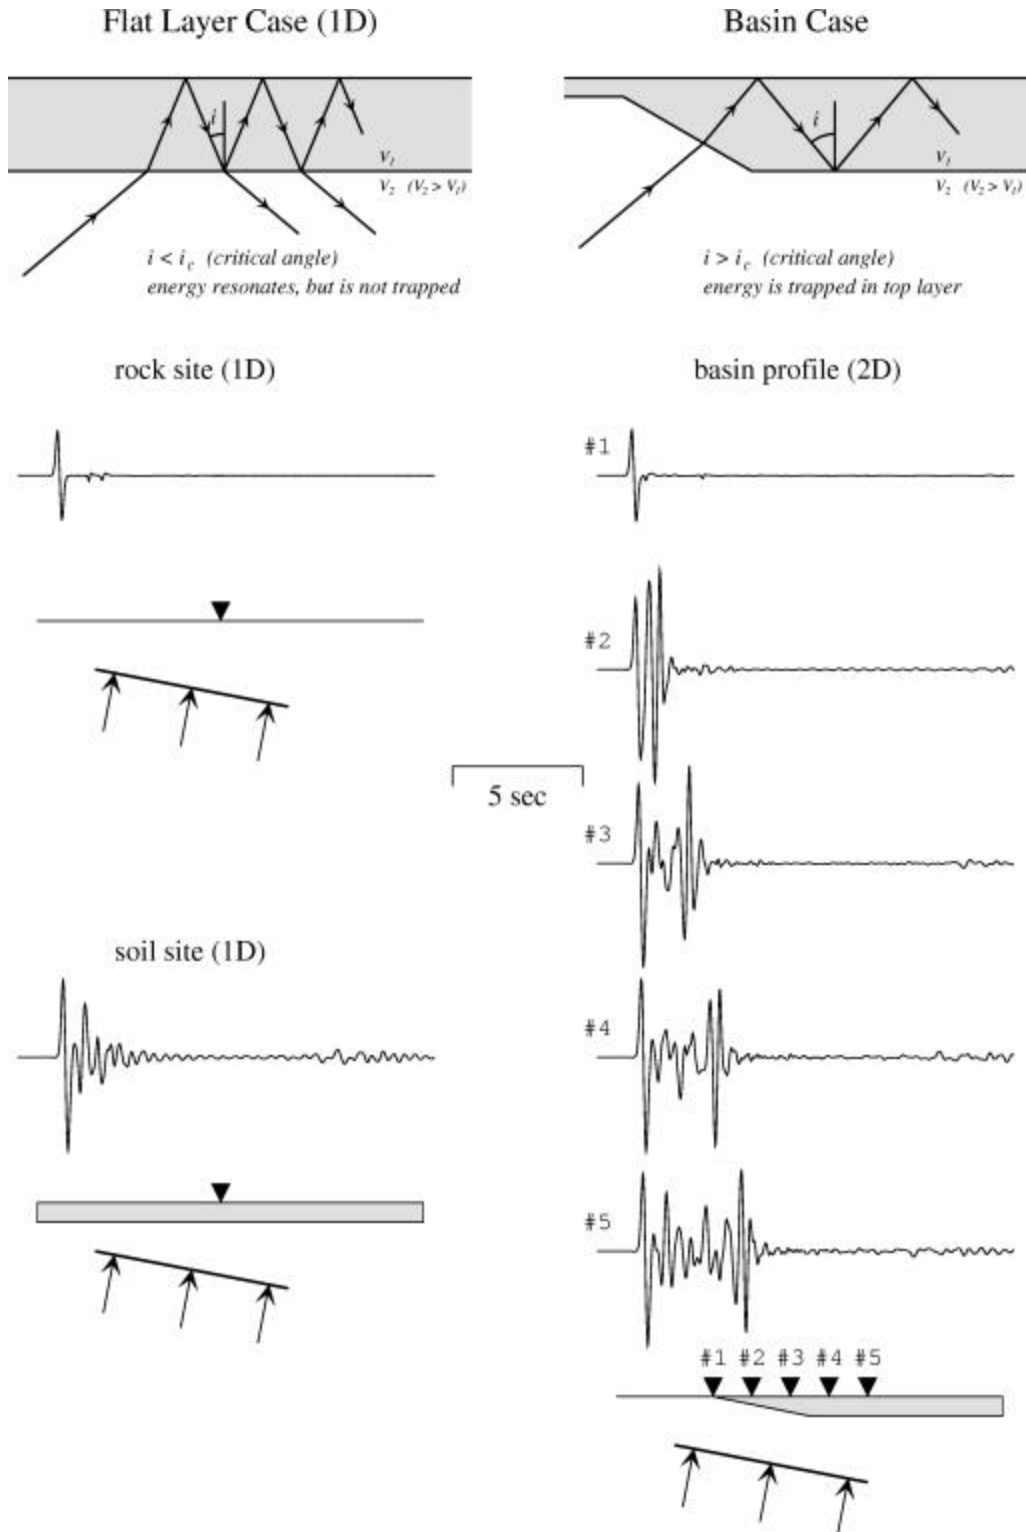 Flat Layer Case (1D)
Basin Case
i
V₁
V₂ (V₂ > V₁)
i < i꜀ (critical angle)
energy resonates, but is not trapped
i
V₁
V₂ (V₂ > V₁)
i > i꜀ (critical angle)
energy is trapped in top layer
rock site (1D)
basin profile (2D)
#1
#2
5 sec
#3
soil site (1D)
#4
#5
#1 #2 #3 #4 #5